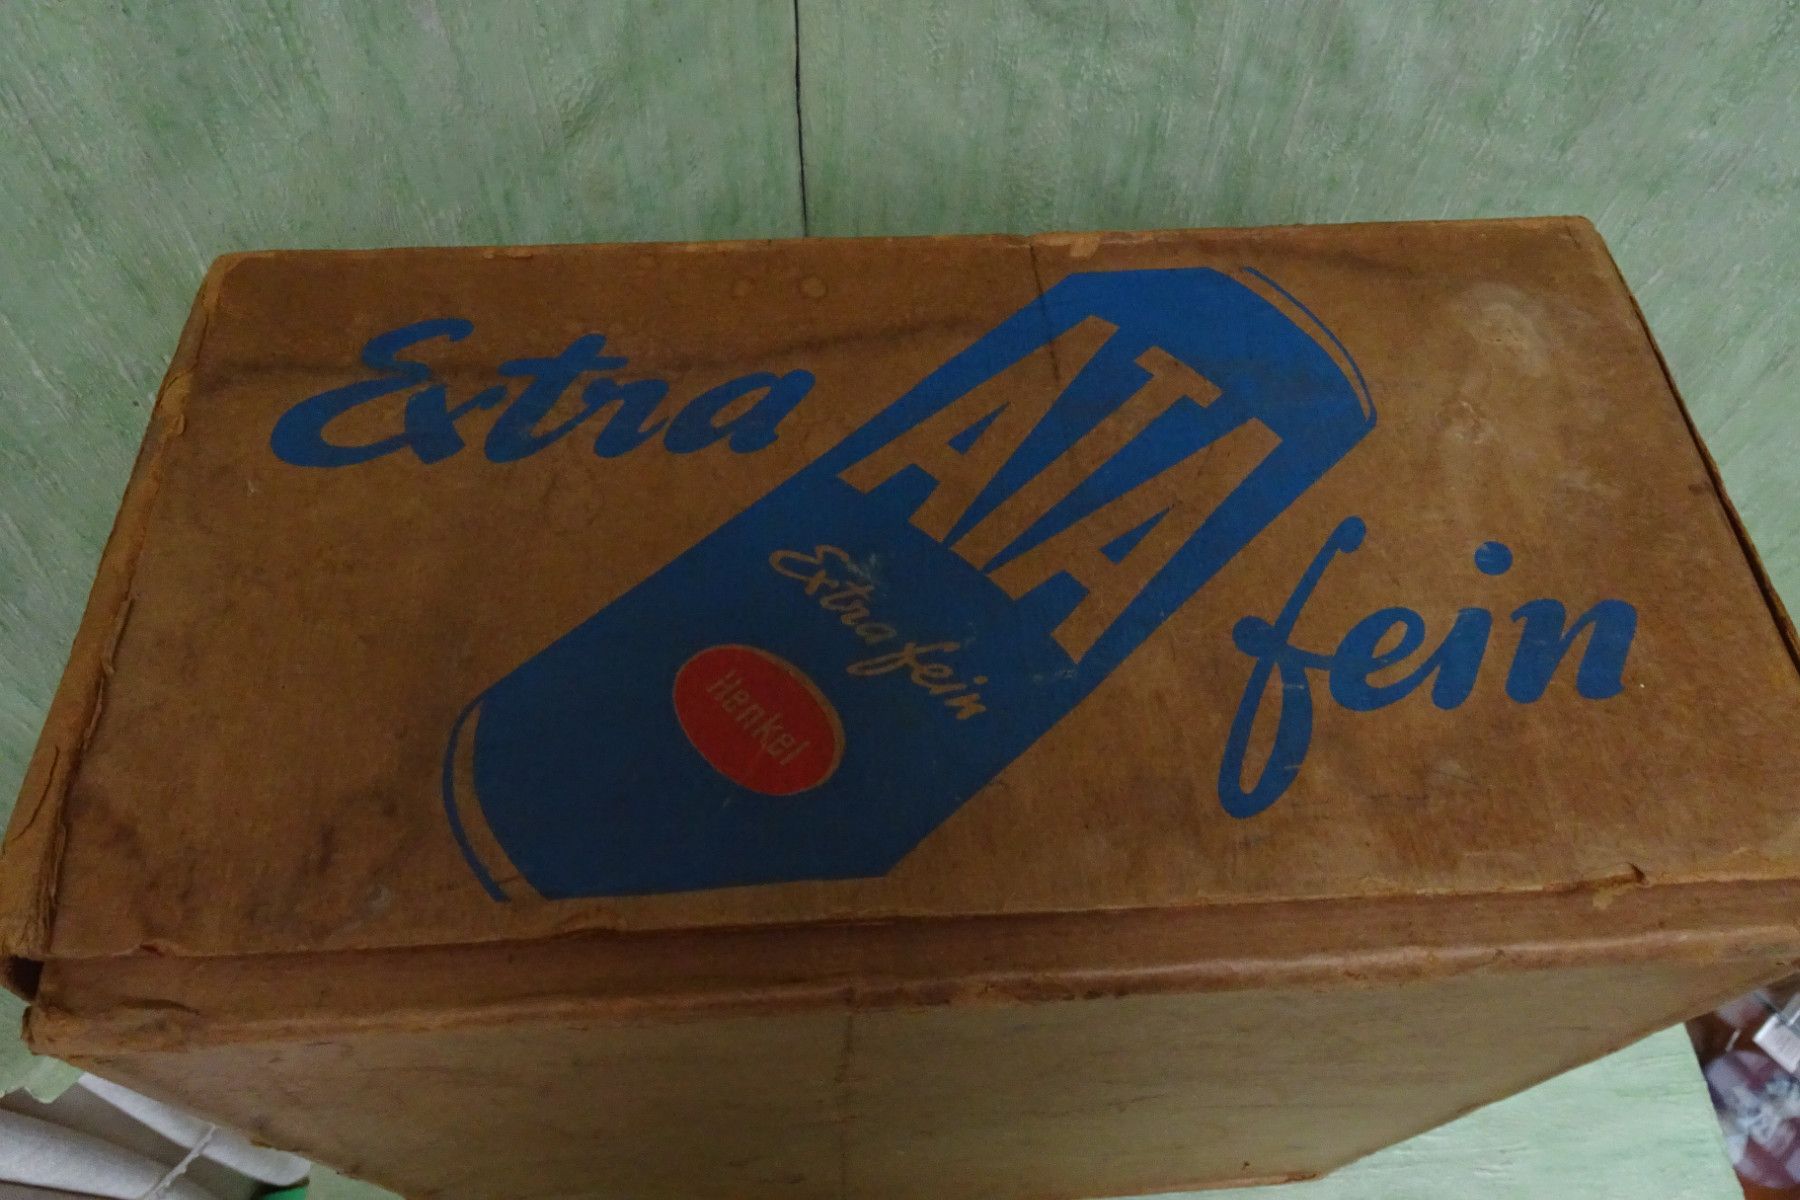 Extra
ATA
fein
Extra fein
Henkel